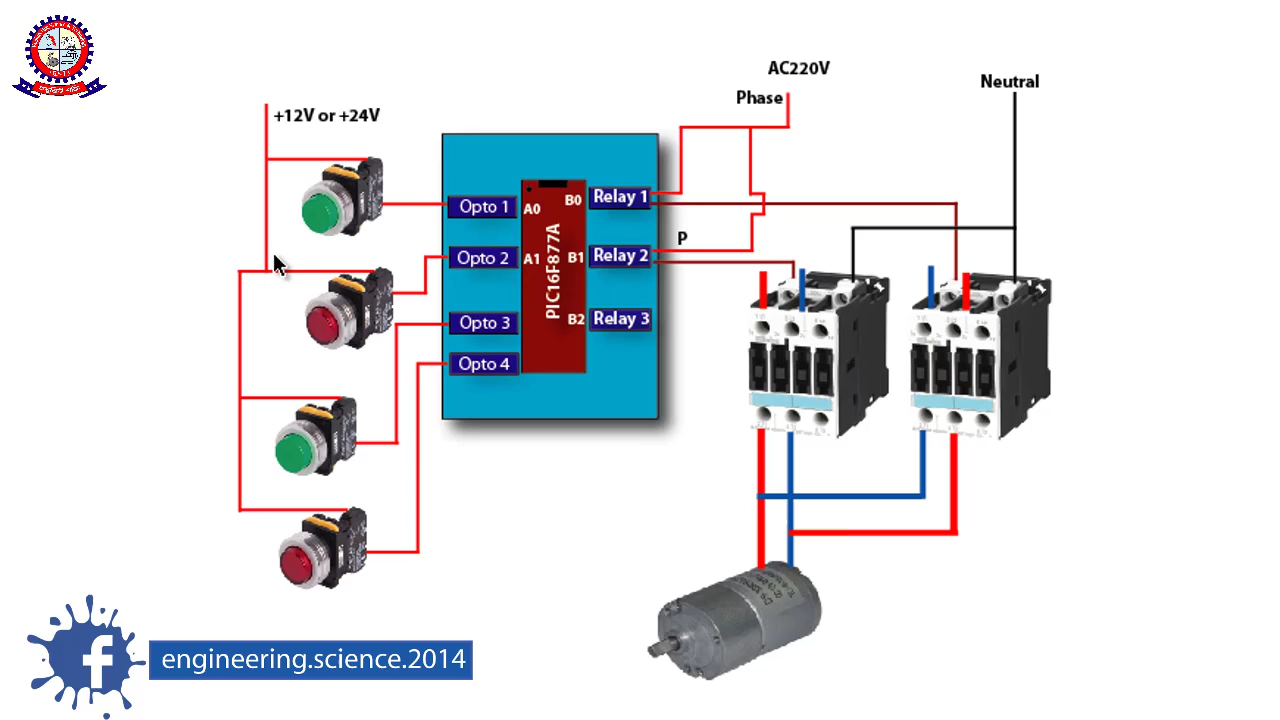 AC220V
Phase
Neutral
+12V or +24V
Opto 1
A0
B0
Relay 1
P
Opto 2
A1
B1
Relay 2
PIC16F877A
Opto 3
B2
Relay 3
Opto 4
f
engineering.science.2014